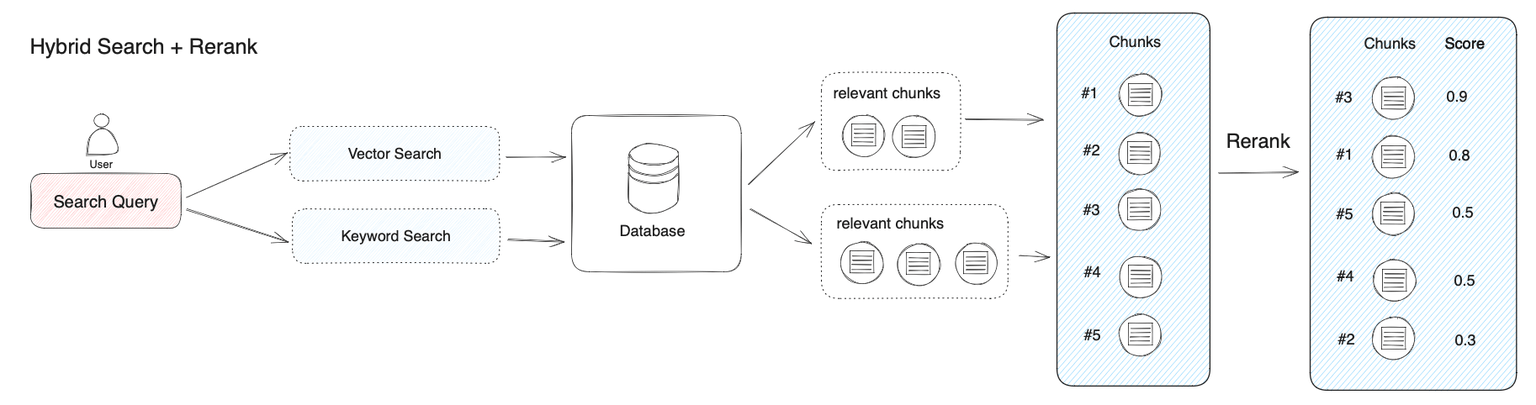 Hybrid Search + Rerank
User
Search Query
Vector Search
Keyword Search
Database
relevant chunks
relevant chunks
Chunks
#1
#2
#3
#4
#5
Rerank
Chunks Score
#3 0.9
#1 0.8
#5 0.5
#4 0.5
#2 0.3